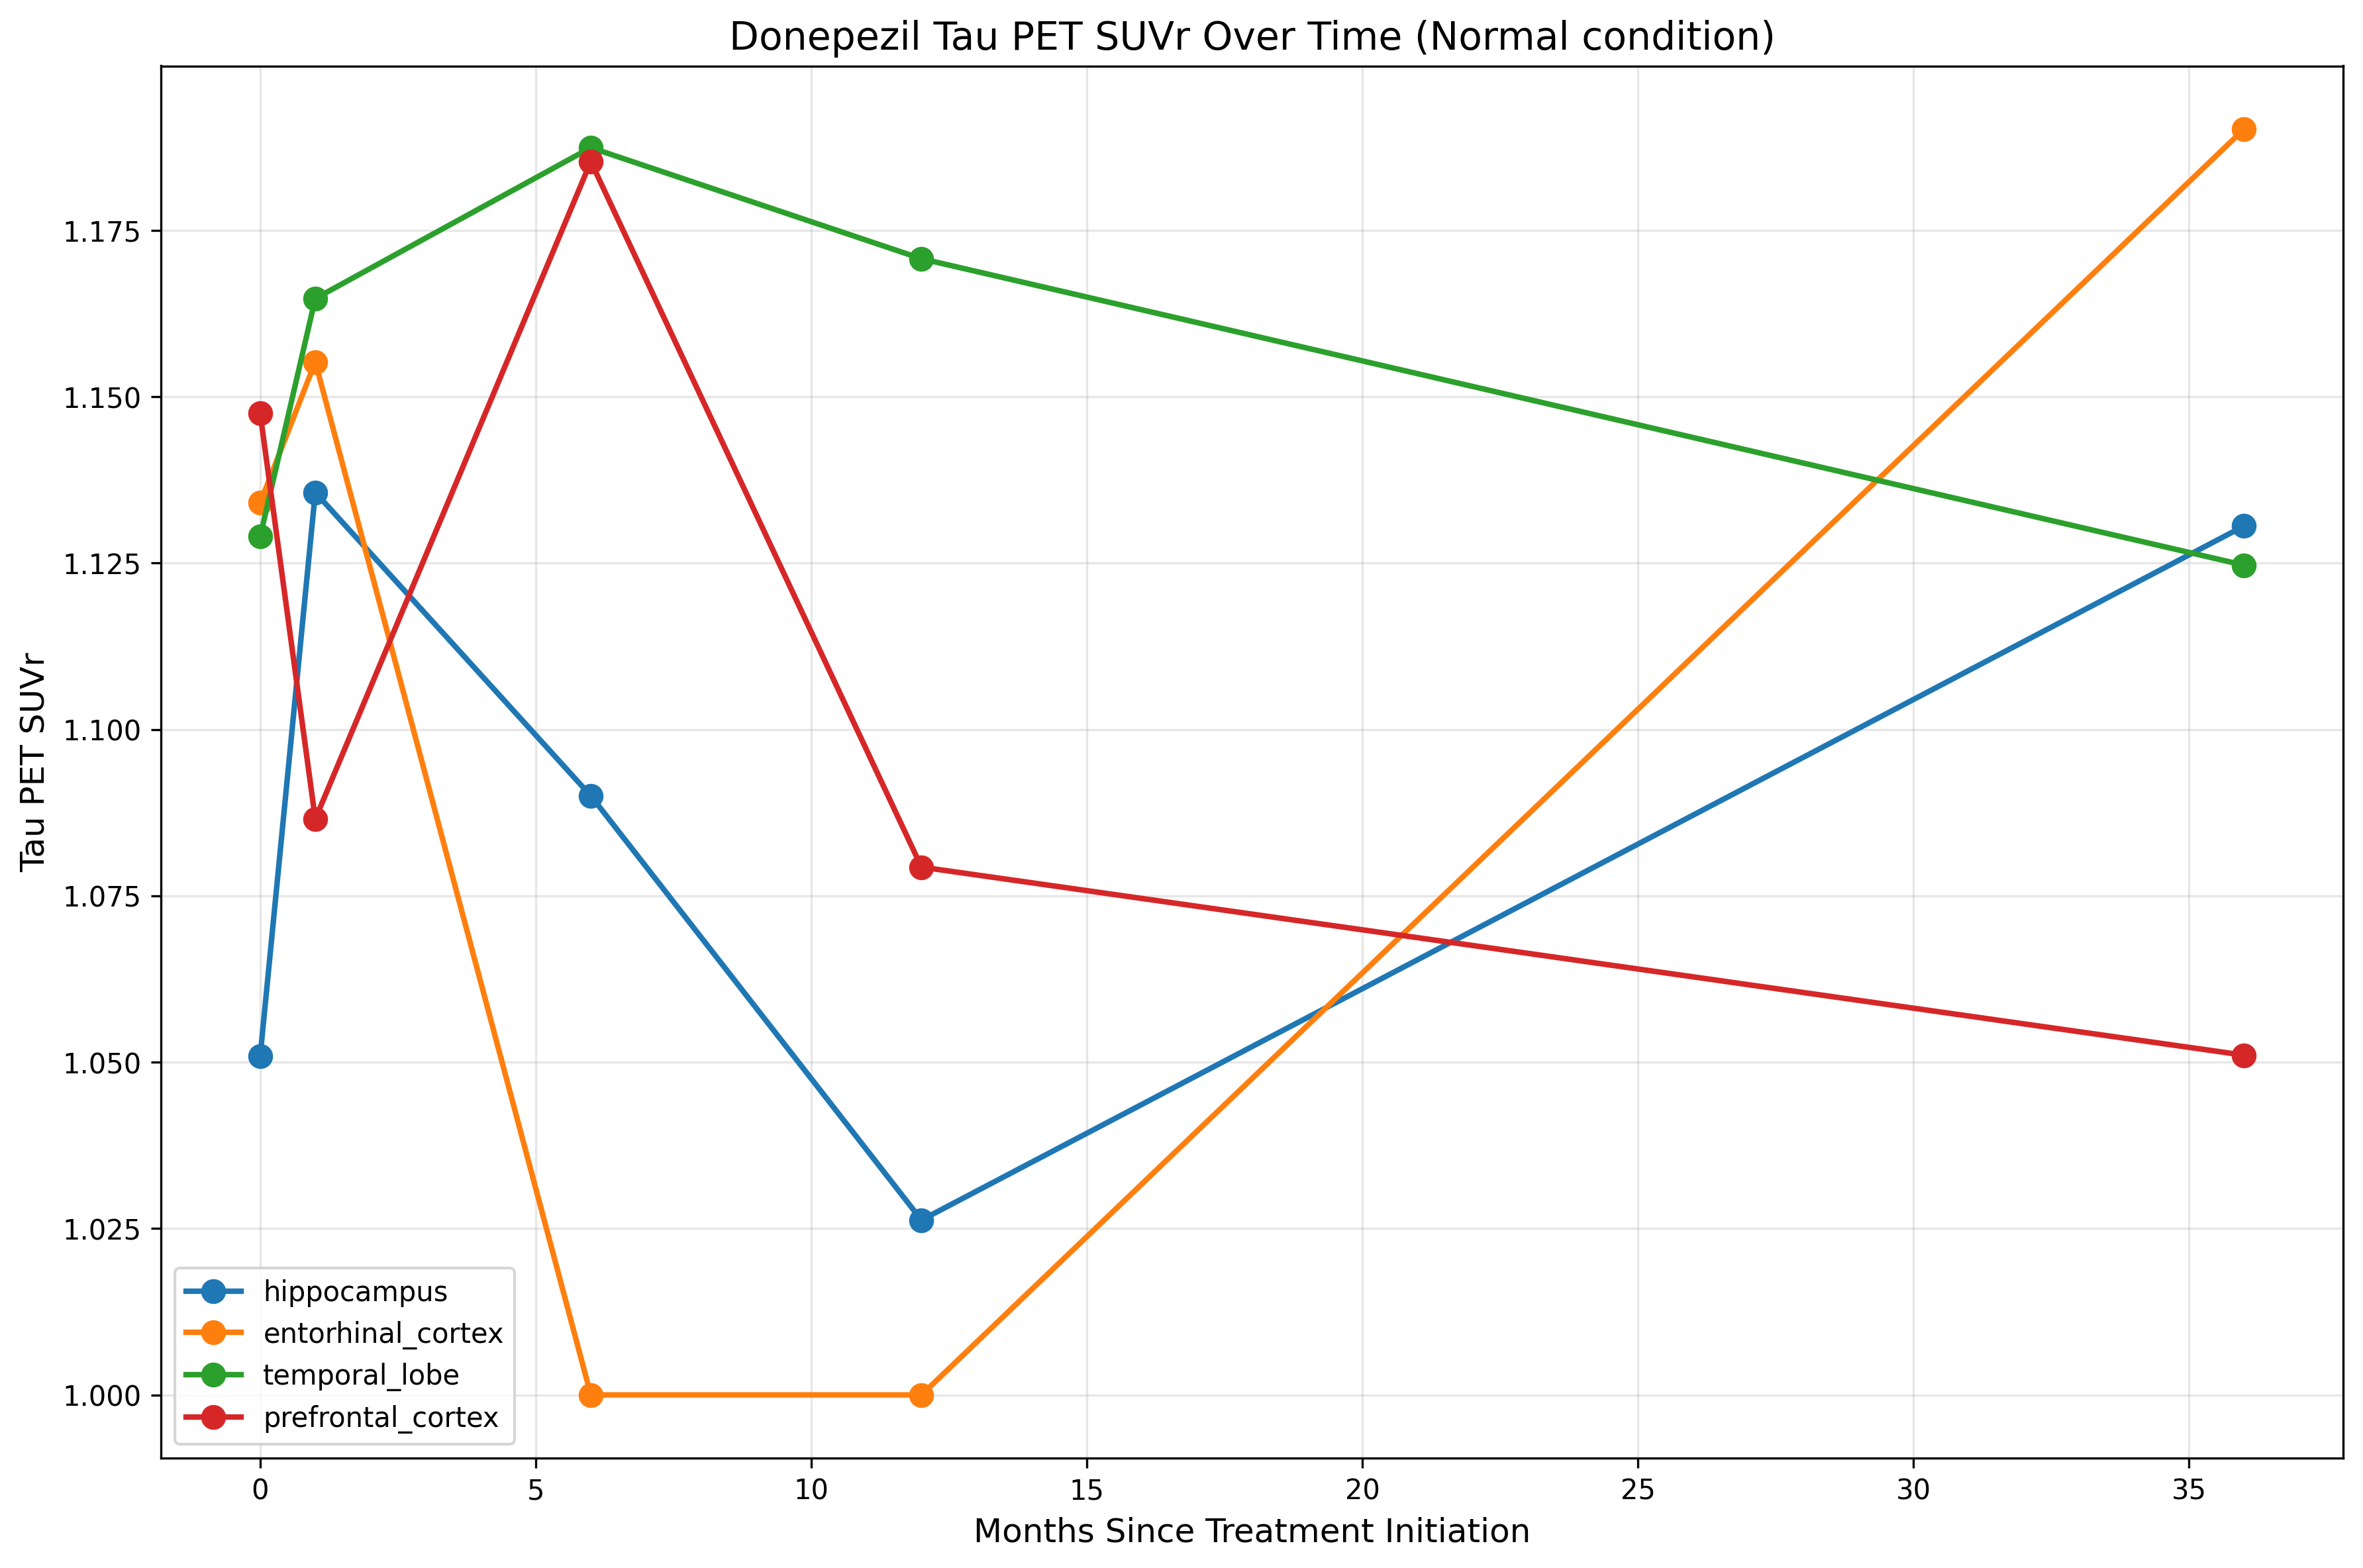 Donepezil Tau PET SUVr Over Time (Normal condition)
Tau PET SUVr
1.175
1.150
1.125
1.100
1.075
1.050
1.025
1.000
hippocampus
entorhinal_cortex
temporal_lobe
prefrontal_cortex
0 5 10 15 20 25 30 35
Months Since Treatment Initiation